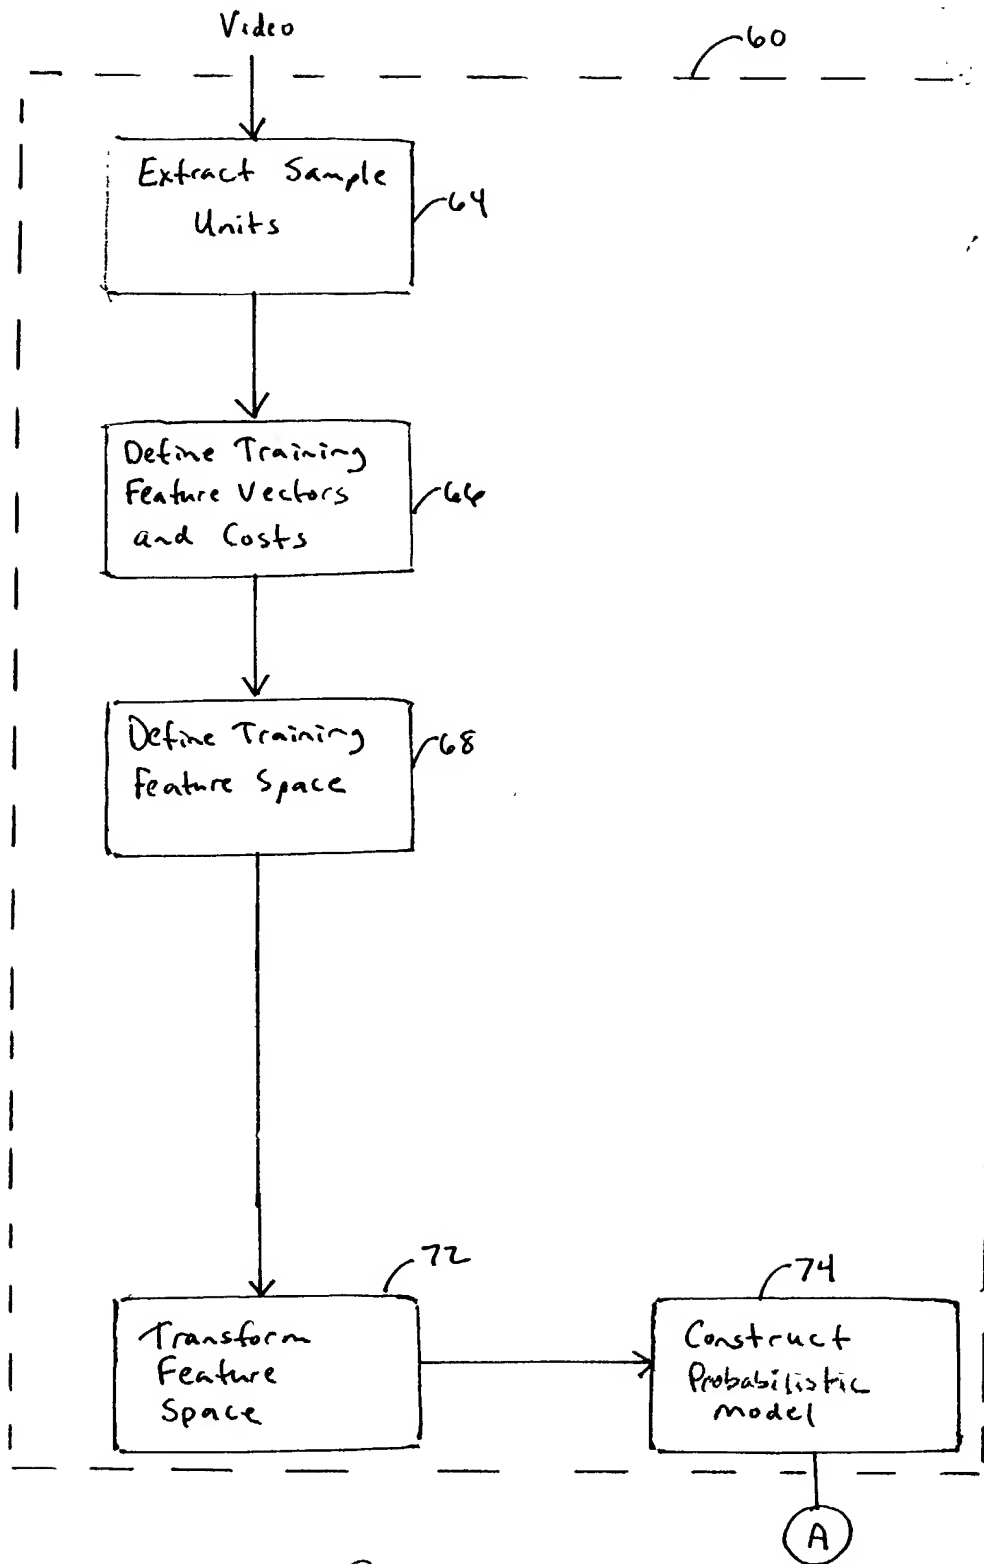 Video
60
Extract Sample
Units
64
Define Training
Feature Vectors
and Costs
66
Define Training
Feature Space
68
72
Transform
Feature
Space
74
Construct
Probabilistic
Model
A